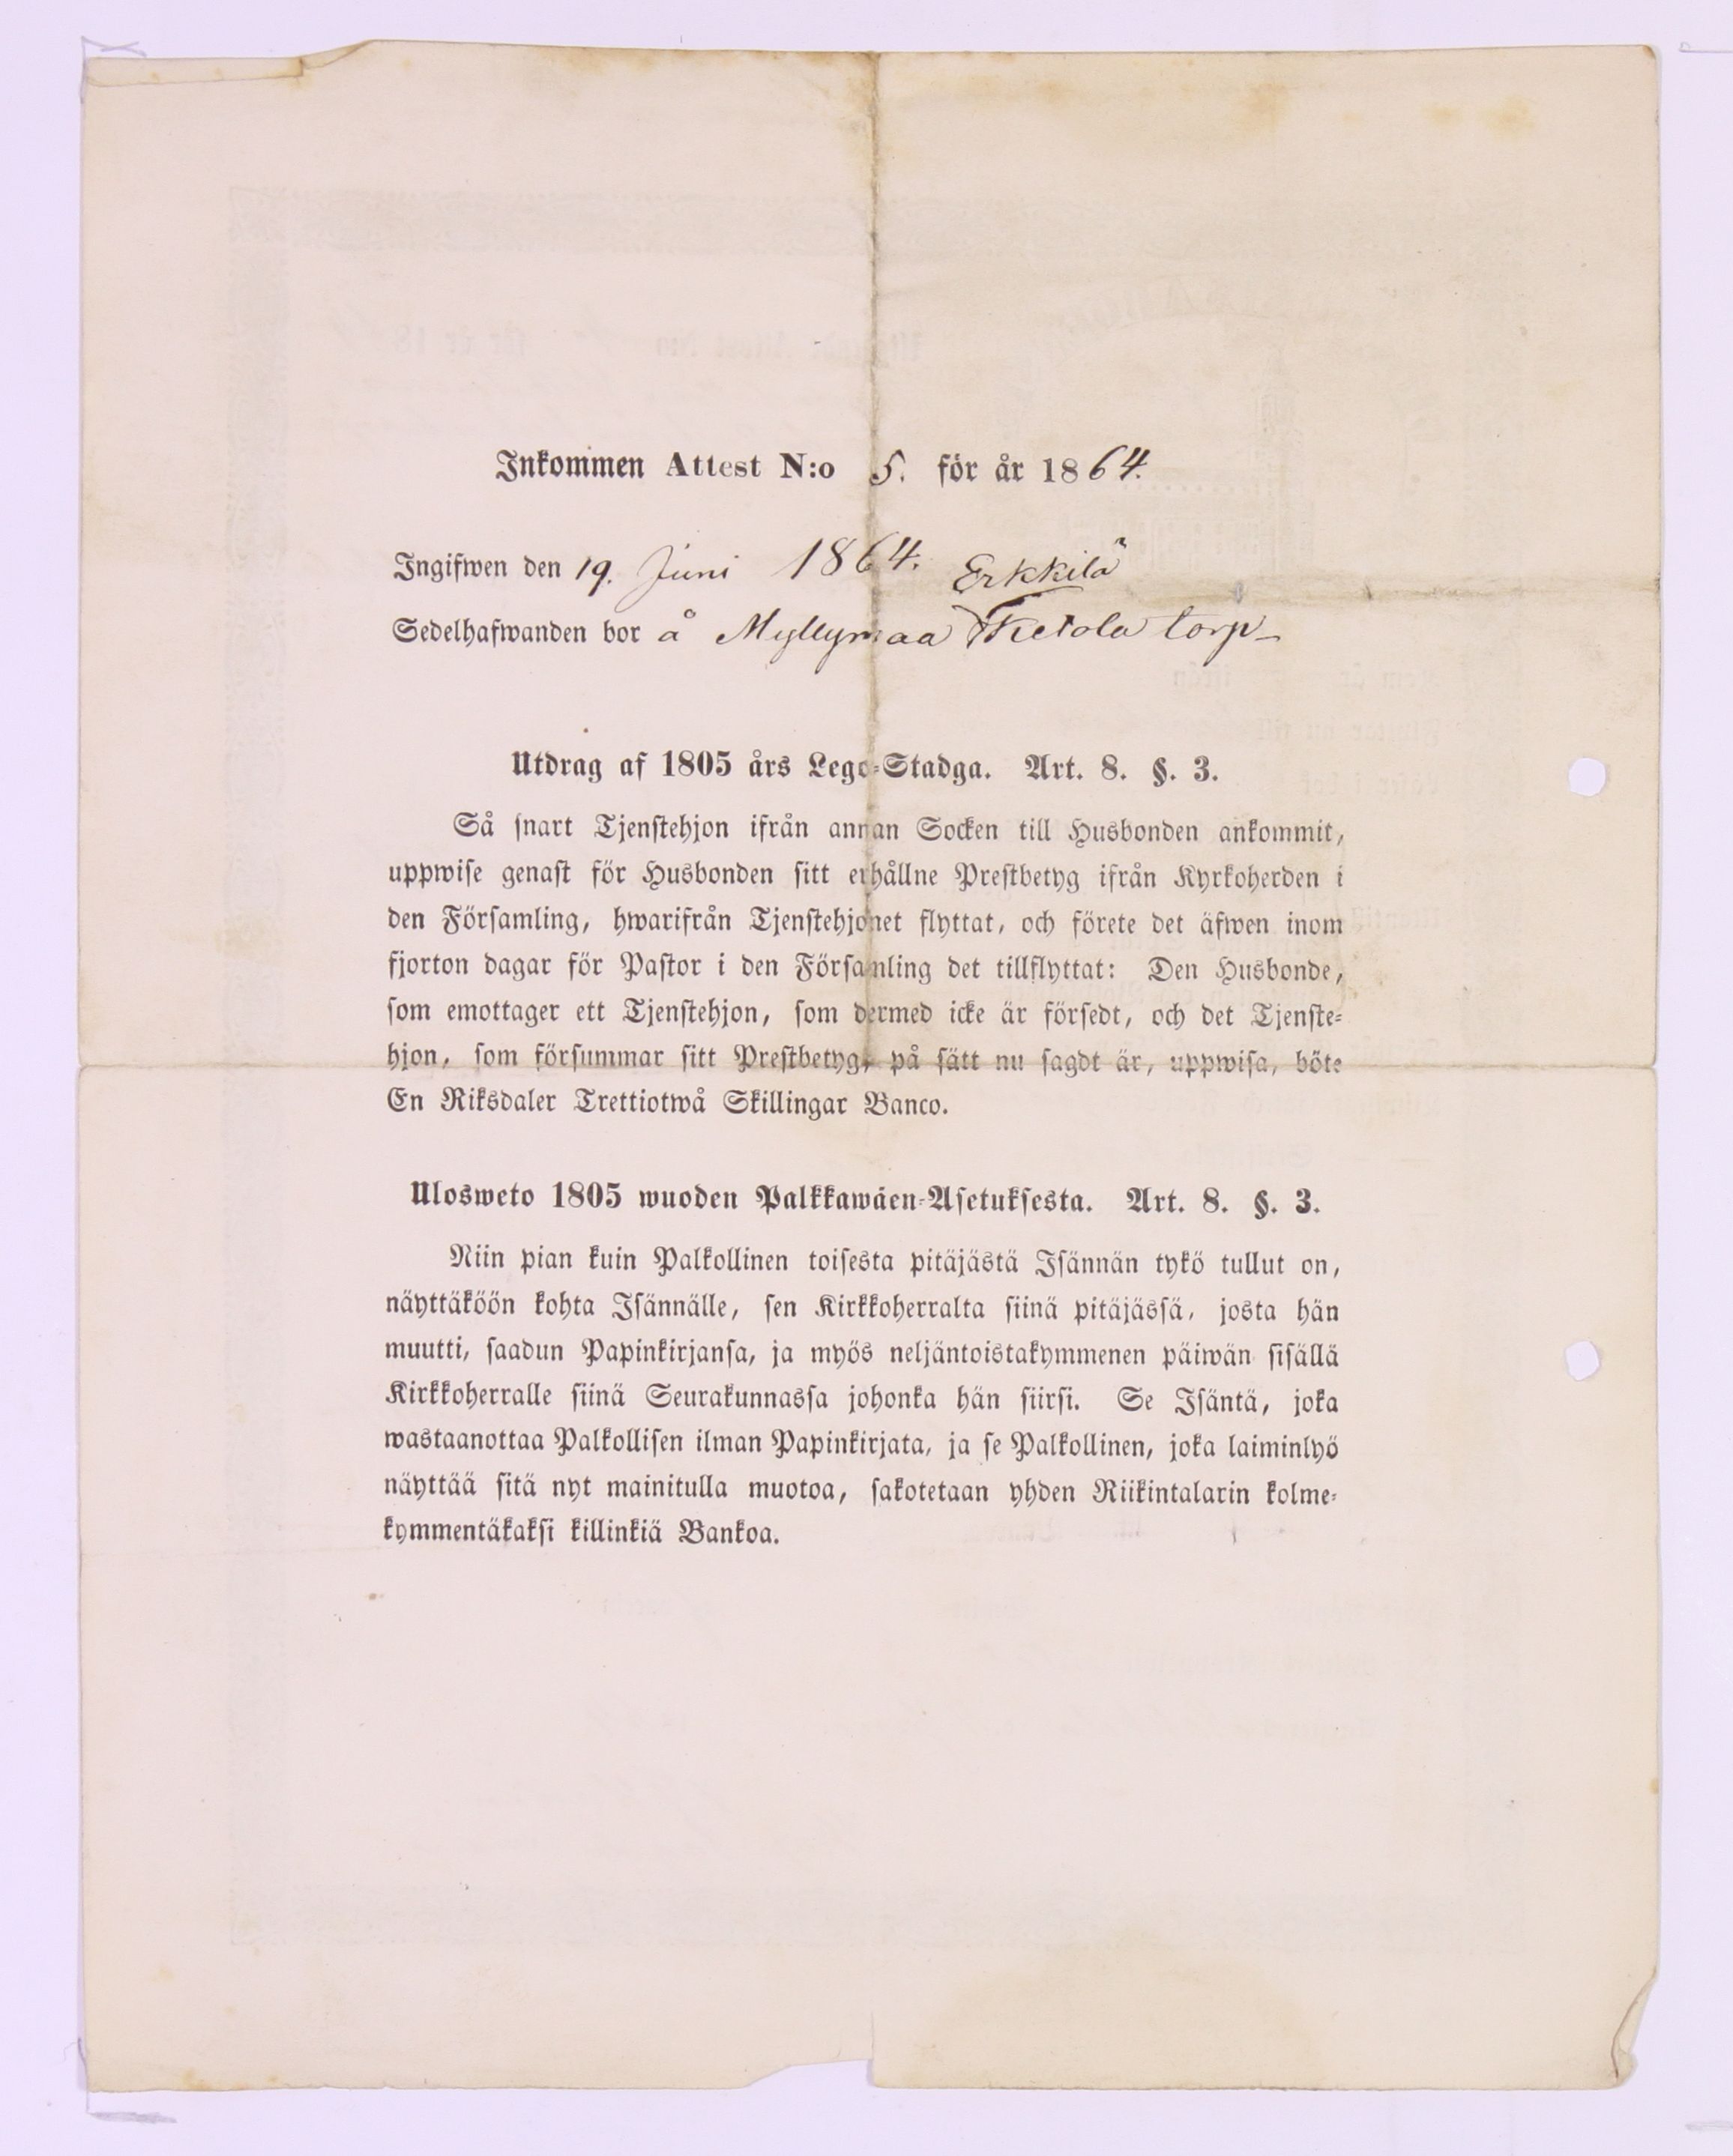 Inkommen Attest N:o 5. för år 1864.
Ingifwen den 19. Juni 1864. Erkkilä
Sedelhafwanden bor å Myllymaa Ketola torp
Utdrag af 1805 års Lego-Stadga. Art. 8. §. 3.
Så snart Tjenstehjon ifrån annan Socken till Husbonden ankommit,
uppwise genast för Husbonden sitt erhållne Prestbetyg ifrån Kyrkoherden i
den Församling, hwarifrån Tjenstehjonet flyttat, och förete det äfwen inom
fjorton dagar för Pastor i den Församling det tillflyttat: Den Husbonde,
som emottager ett Tjenstehjon, som dermed icke är försedt, och det Tjenste-
hjon, som försummar sitt Prestbetyg, på sätt nu sagdt är, uppwisa, böte
En Riksdaler Trettiotwå Skillingar Banco.
Ulosweto 1805 wuoden Palkkawäen-Asetuksesta. Art. 8. §. 3.
Niin pian kuin Palkollinen toisesta pitäjästä Isännän tykö tullut on,
näyttäköön kohta Isännälle, sen Kirkkoherralta siinä pitäjässä, josta hän
muutti, saadun Papinkirjansa, ja myös neljäntoistakymmenen päiwän sisällä
Kirkkoherralle siinä Seurakunnassa johonka hän siirsi. Se Isäntä, joka
wastaanottaa Palkollisen ilman Papinkirjata, ja se Palkollinen, joka laiminlyö
näyttää sitä nyt mainitulla muotoa, sakotetaan yhden Riikintalarin kolme-
kymmentäkaksi killinkiä Bankoa.